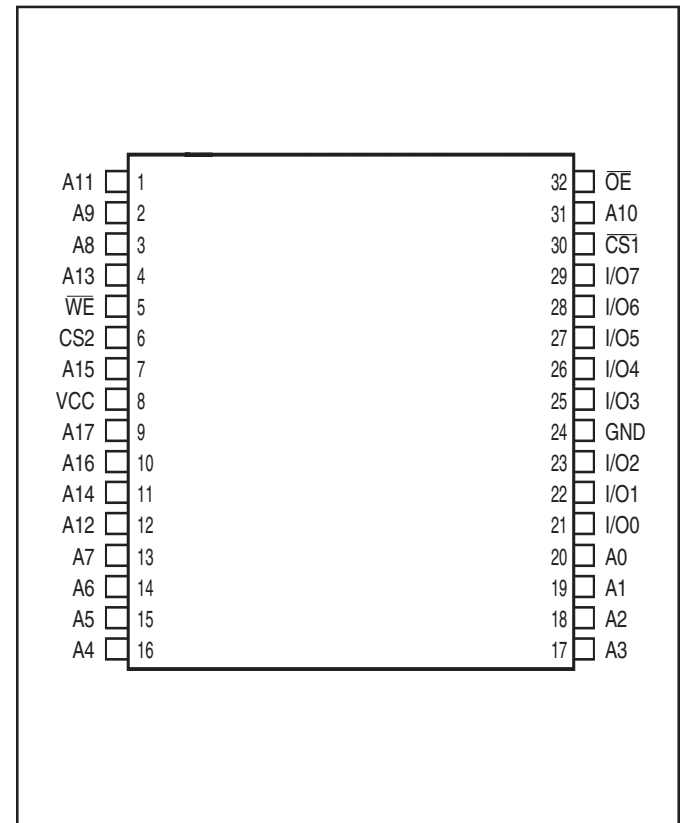 A11 1 32 O̅E̅
A9 2 31 A10
A8 3 30 C̅S̅1̅
A13 4 29 I/O7
W̅E̅ 5 28 I/O6
CS2 6 27 I/O5
A15 7 26 I/O4
VCC 8 25 I/O3
A17 9 24 GND
A16 10 23 I/O2
A14 11 22 I/O1
A12 12 21 I/O0
A7 13 20 A0
A6 14 19 A1
A5 15 18 A2
A4 16 17 A3